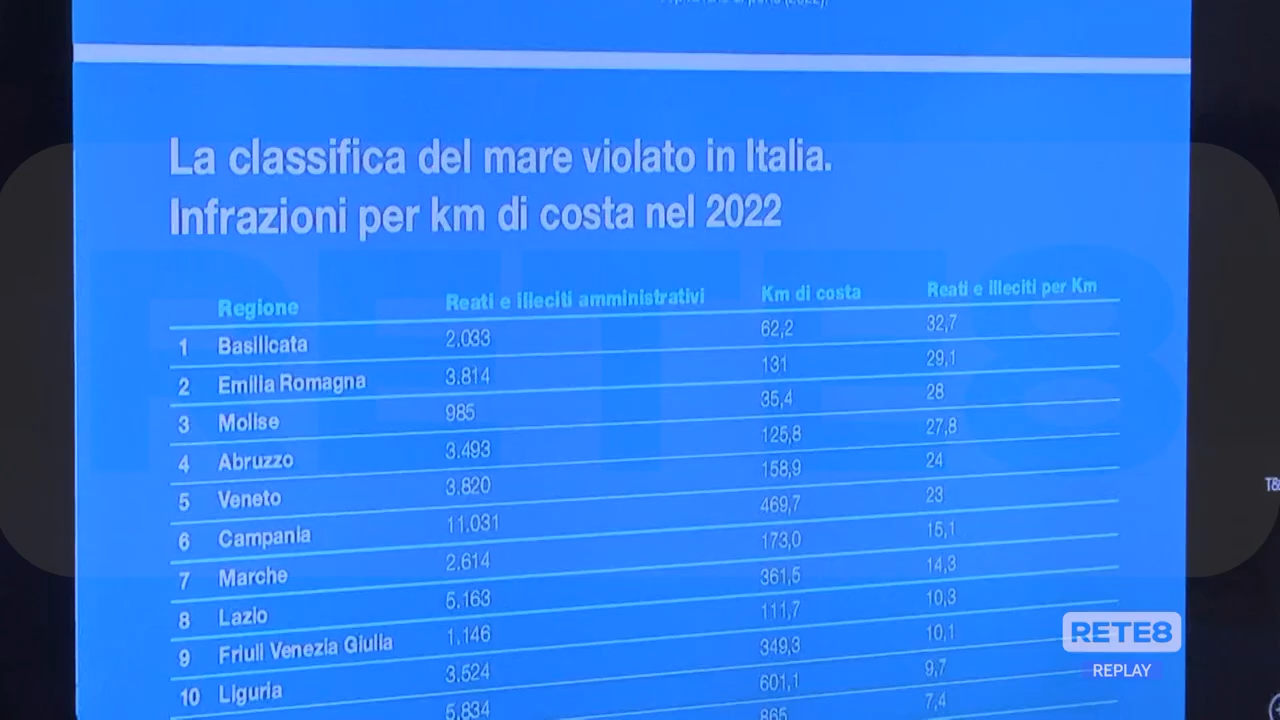 La classifica del mare violato in Italia.
Infrazioni per km di costa nel 2022
Regione Reati e illeciti amministrativi Km di costa Reati e illeciti per Km
1 Basilicata 2.033 62,2 32,7
2 Emilia Romagna 3.814 131 29,1
3 Molise 985 35,4 28
4 Abruzzo 3.493 125,8 27,8
5 Veneto 3.820 158,9 24
6 Campania 11.031 469,7 23
7 Marche 2.614 173,0 15,1
8 Lazio 5.163 361,5 14,3
9 Friuli Venezia Giulia 1.146 111,7 10,3
10 Liguria 3.524 349,3 10,1
5.834 601,1 9,7
865 7,4
RETE8
REPLAY
T&